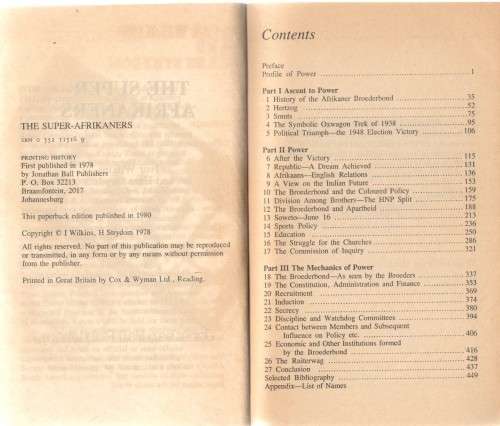 THE SUPER-AFRIKANERS
ISBN 0 352 11516 9
PRINTING HISTORY
First published in 1978
by Jonathan Ball Publishers
P. O. Box 32213
Braamfontein, 2017
Johannesburg
This paperback edition published in 1980
Copyright © I Wilkins, H Strydom 1978
All rights reserved. No part of this publication may be reproduced
or transmitted, in any form or by any means without permission
from the publisher.
Printed in Great Britain by Cox & Wyman Ltd., Reading.
Contents
Preface
Profile of Power 1
Part I Ascent to Power
1 History of the Afrikaner Broederbond 35
2 Hertzog 52
3 Smuts 75
4 The Symbolic Oxwagon Trek of 1938 95
5 Political Triumph—the 1948 Election Victory 106
Part II Power
6 After the Victory 115
7 Republic—A Dream Achieved 131
8 Afrikaans—English Relations 136
9 A View on the Indian Future 153
10 The Broederbond and the Coloured Policy 159
11 Division Among Brothers—The HNP Split 175
12 The Broederbond and Apartheid 188
13 Soweto—June 16 213
14 Sports Policy 236
15 Education 250
16 The Struggle for the Churches 286
17 The Commission of Inquiry 321
Part III The Mechanics of Power
18 The Broederbond—As seen by the Broeders 337
19 The Constitution, Administration and Finance 353
20 Recruitment 369
21 Induction 374
22 Secrecy 380
23 Discipline and Watchdog Committees 394
24 Contact between Members and Subsequent
Influence on Policy etc. 406
25 Economic and Other Institutions formed
by the Broederbond 416
26 The Ruiterwag 428
27 Conclusion 437
Selected Bibliography 449
Appendix—List of Names